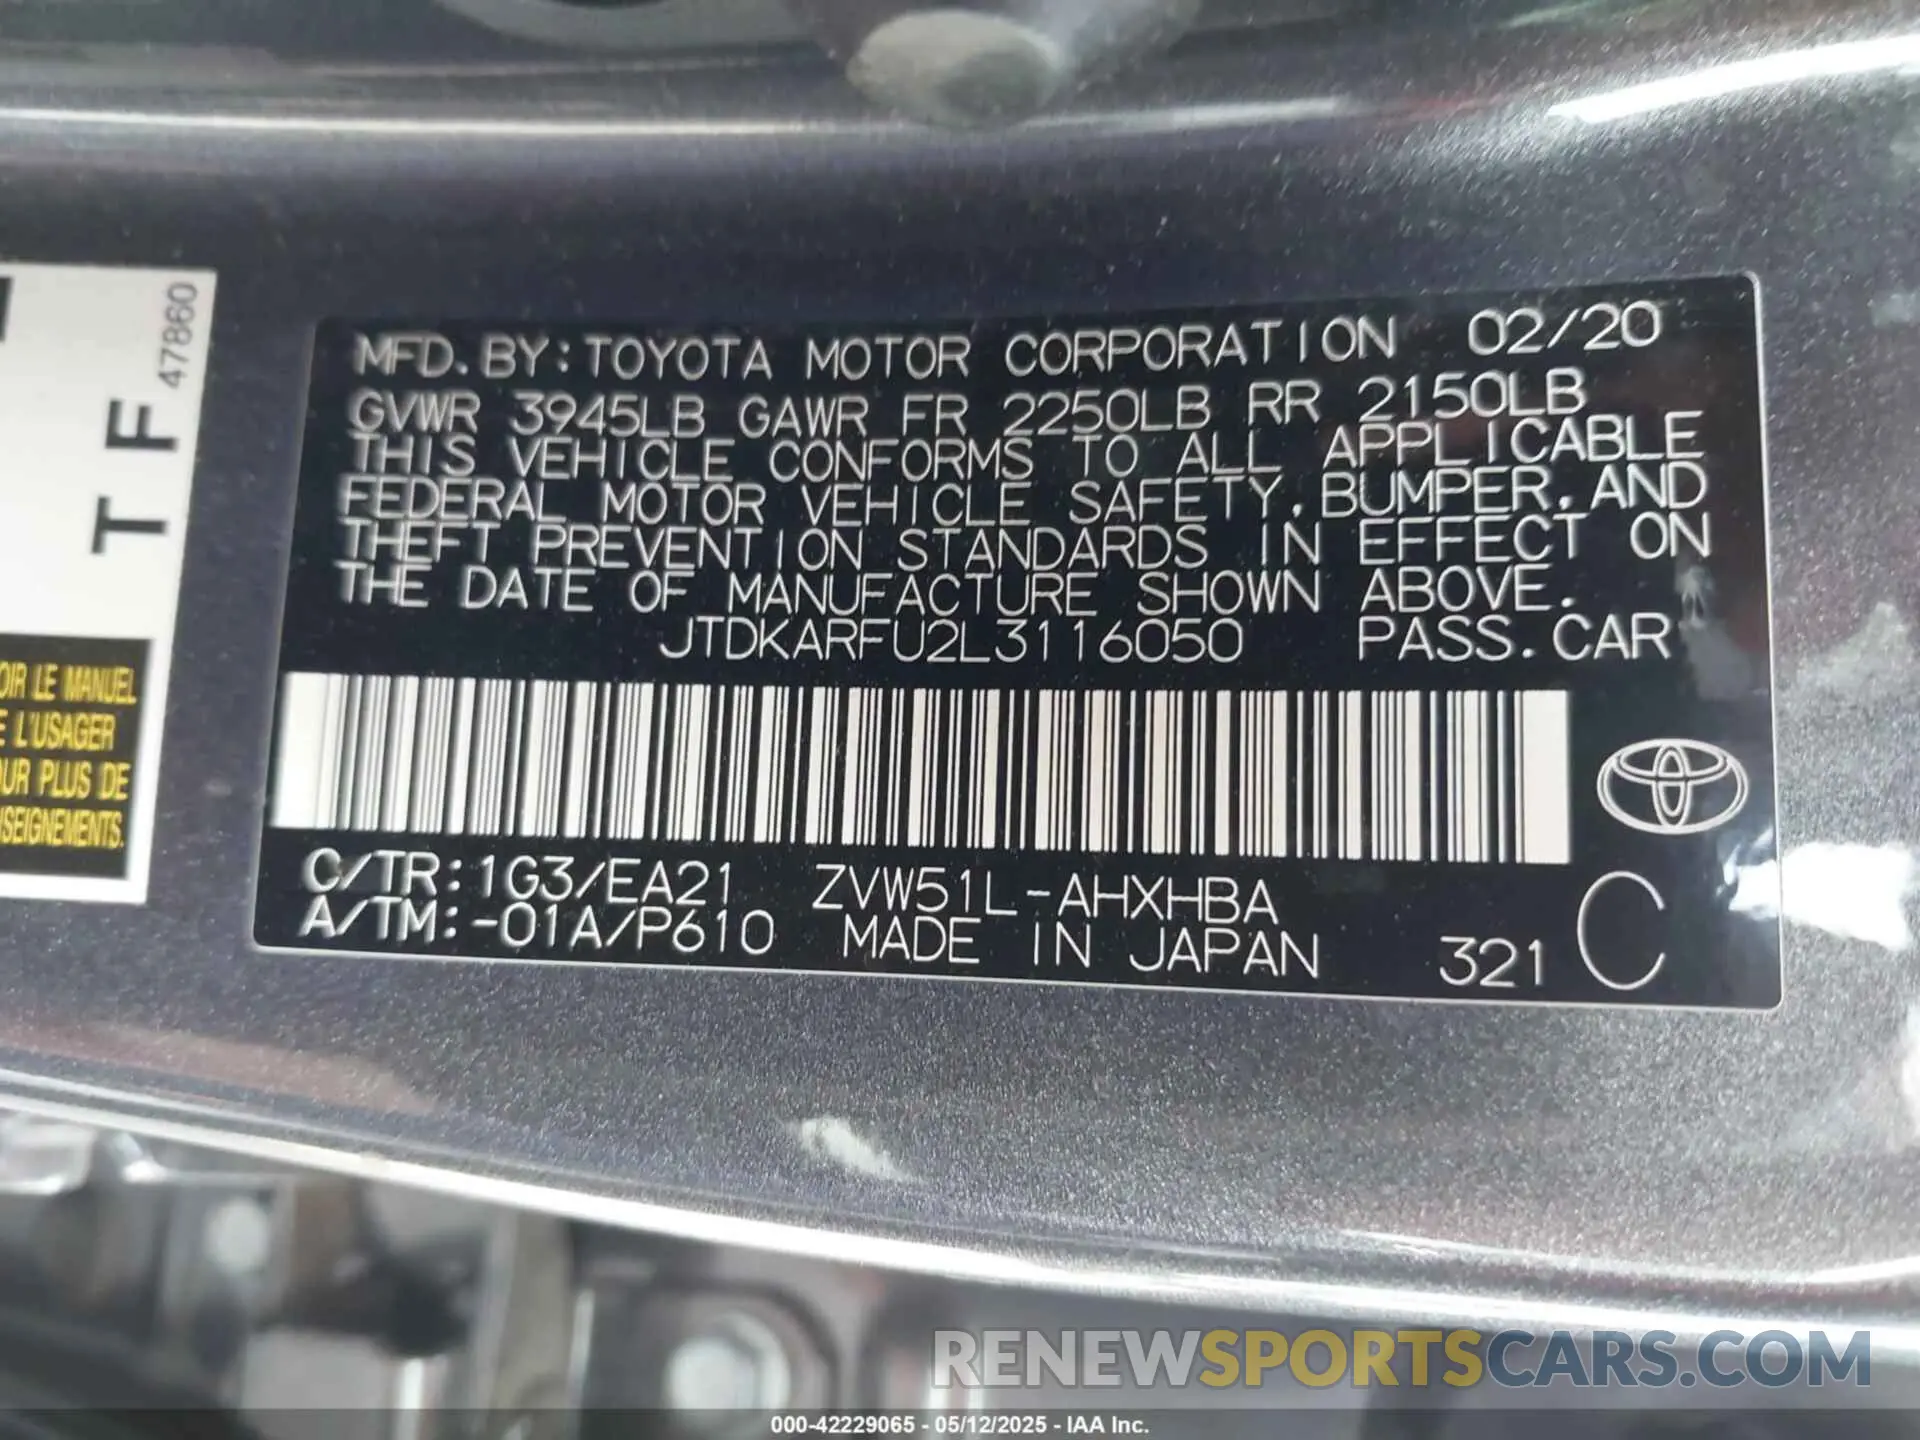 47860
T F
OIR LE MANUEL
E L'USAGER
OUR PLUS DE
NSEIGNEMENTS.
MFD. BY: TOYOTA MOTOR CORPORATION 02/20
GVWR 3945LB GAWR FR 2250LB RR 2150LB
THIS VEHICLE CONFORMS TO ALL APPLICABLE
FEDERAL MOTOR VEHICLE SAFETY, BUMPER, AND
THEFT PREVENTION STANDARDS IN EFFECT ON
THE DATE OF MANUFACTURE SHOWN ABOVE.
JTDKARFU2L3116050 PASS. CAR
C/TR: 1G3/EA21 ZVW51L-AHXHBA
A/TM: -01A/P610 MADE IN JAPAN 321 C
RENEWSPORTSCARS.COM
000-42229065 - 05/12/2025 - IAA Inc.